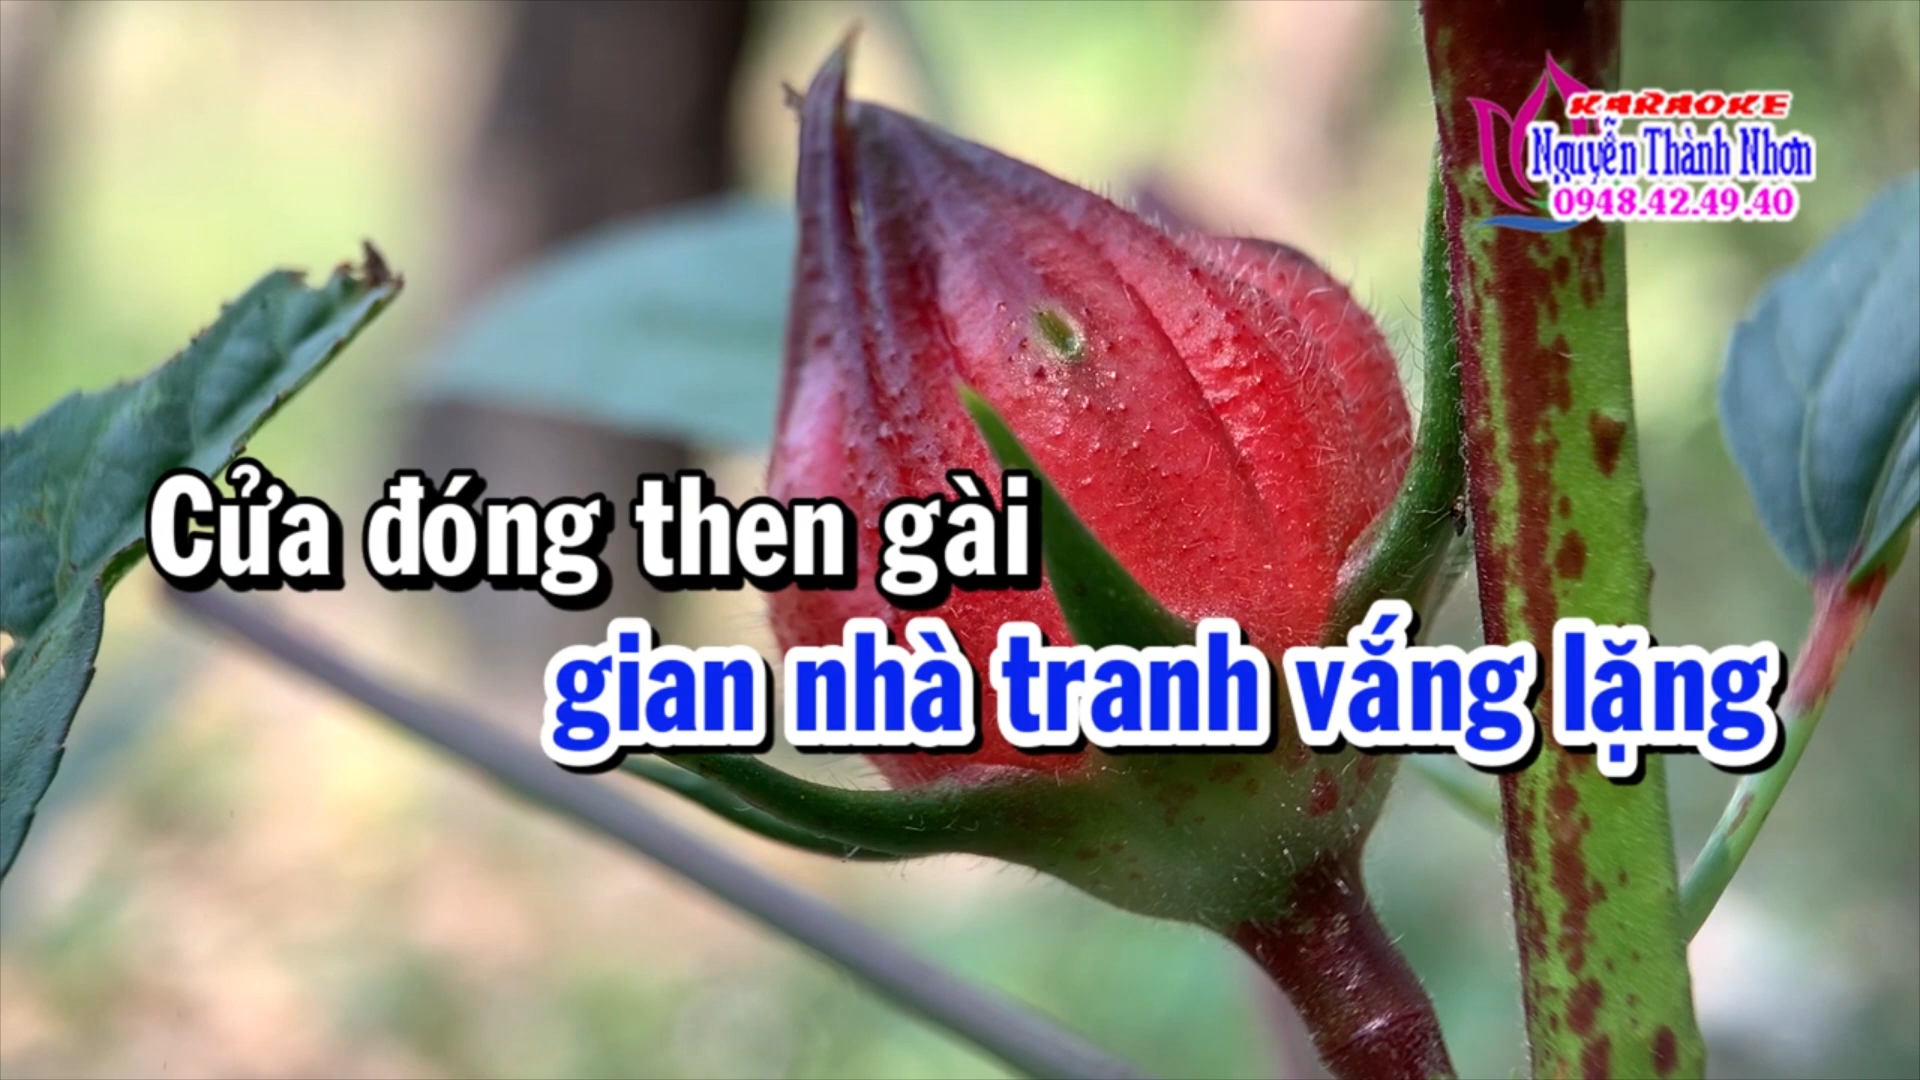 KARAOKE
Nguyễn Thành Nhơn
0948.42.49.40
Cửa đóng then gài
gian nhà tranh vắng lặng